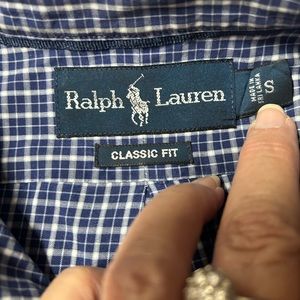 Ralph Lauren
S
MADE IN
SRI LANKA
CLASSIC FIT